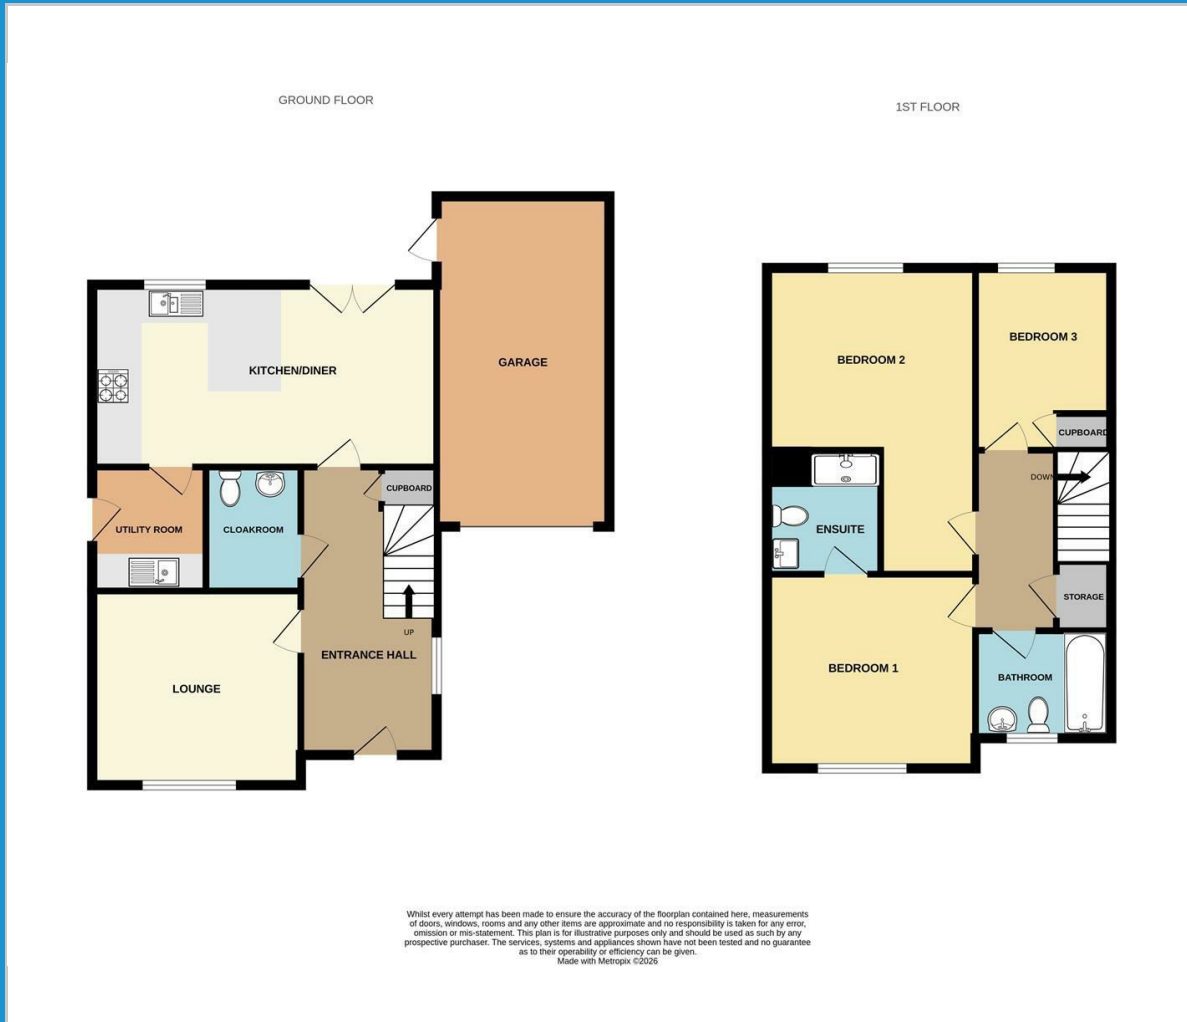 GROUND FLOOR
KITCHEN/DINER
GARAGE
UTILITY ROOM
CLOAKROOM
CUPBOARD
UP
ENTRANCE HALL
LOUNGE
1ST FLOOR
BEDROOM 2
BEDROOM 3
CUPBOARD
DOWN
ENSUITE
STORAGE
BEDROOM 1
BATHROOM
Whilst every attempt has been made to ensure the accuracy of the floorplan contained here, measurements
of doors, windows, rooms and any other items are approximate and no responsibility is taken for any error,
omission or mis-statement. This plan is for illustrative purposes only and should be used as such by any
prospective purchaser. The services, systems and appliances shown have not been tested and no guarantee
as to their operability or efficiency can be given.
Made with Metropix ©2026